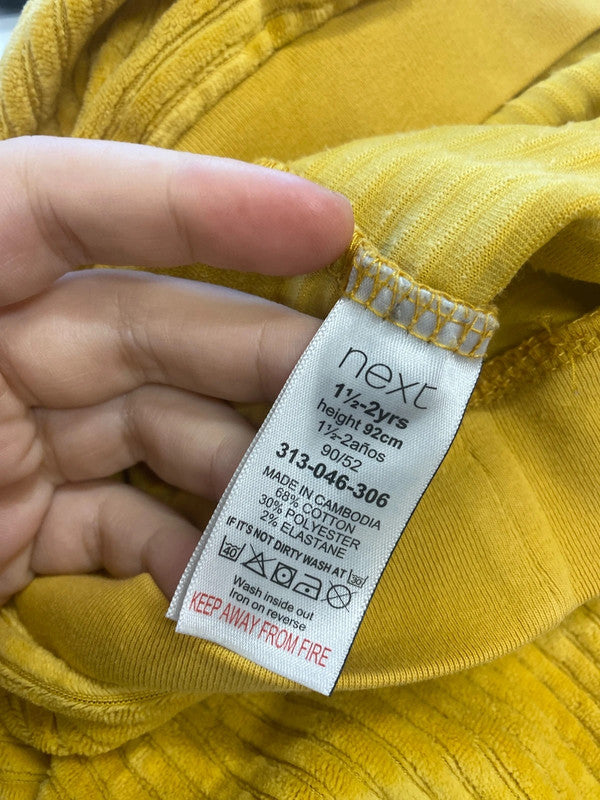 next
1½-2yrs
height 92cm
1½-2años
90/52
313-046-306
MADE IN CAMBODIA
68% COTTON
30% POLYESTER
2% ELASTANE
IF IT'S NOT DIRTY WASH AT 30
40
Wash inside out
Iron on reverse
KEEP AWAY FROM FIRE